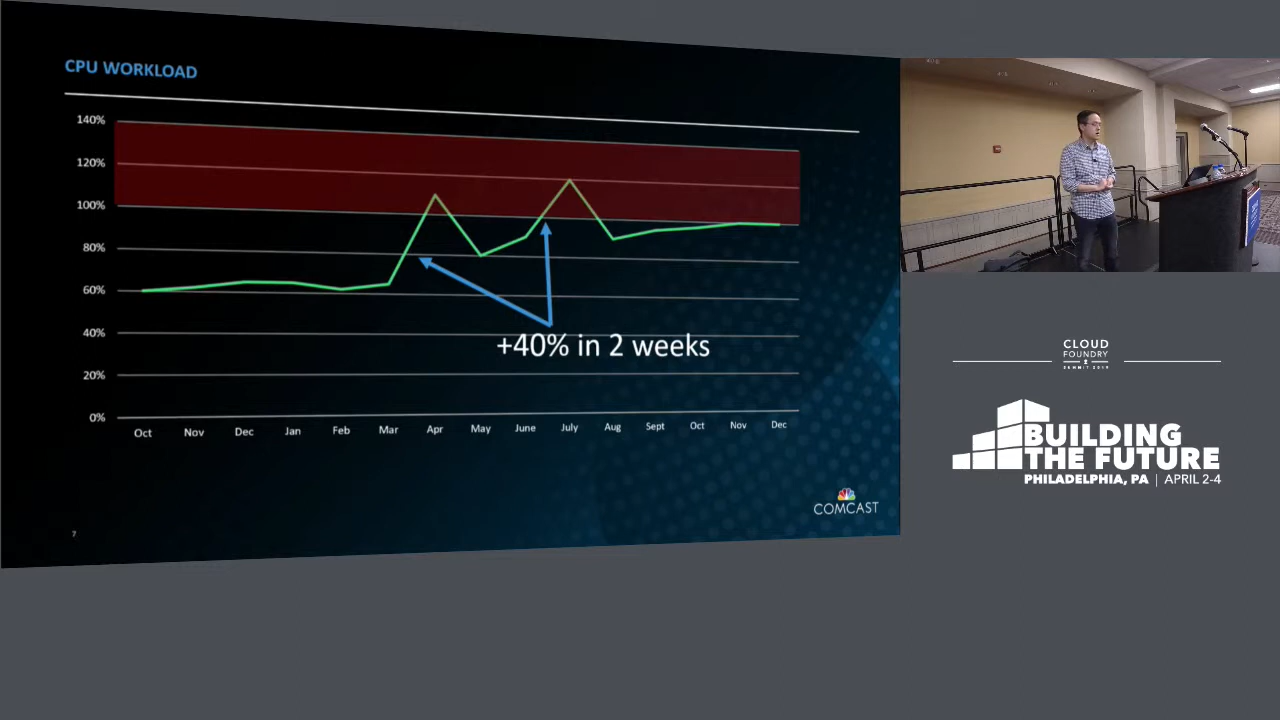 CPU WORKLOAD
140%
120%
100%
80%
60%
40%
20%
0%
+40% in 2 weeks
Oct Nov Dec Jan Feb Mar Apr May June July Aug Sept Oct Nov Dec
COMCAST
7
CLOUD
FOUNDRY
SUMMIT 2019
BUILDING
THE FUTURE
PHILADELPHIA, PA | APRIL 2-4